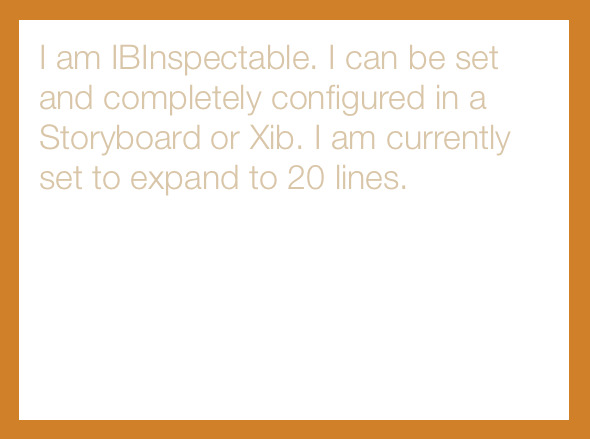 I am IBInspectable. I can be set
and completely configured in a
Storyboard or Xib. I am currently
set to expand to 20 lines.